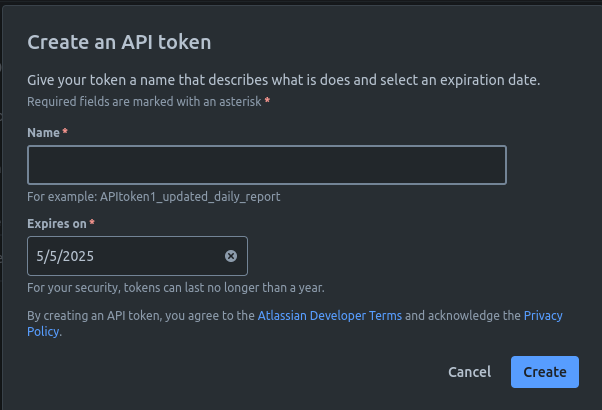 Create an API token
Give your token a name that describes what is does and select an expiration date.
Required fields are marked with an asterisk *
Name *
For example: APItoken1_updated_daily_report
Expires on *
5/5/2025
For your security, tokens can last no longer than a year.
By creating an API token, you agree to the Atlassian Developer Terms and acknowledge the Privacy
Policy.
Cancel Create